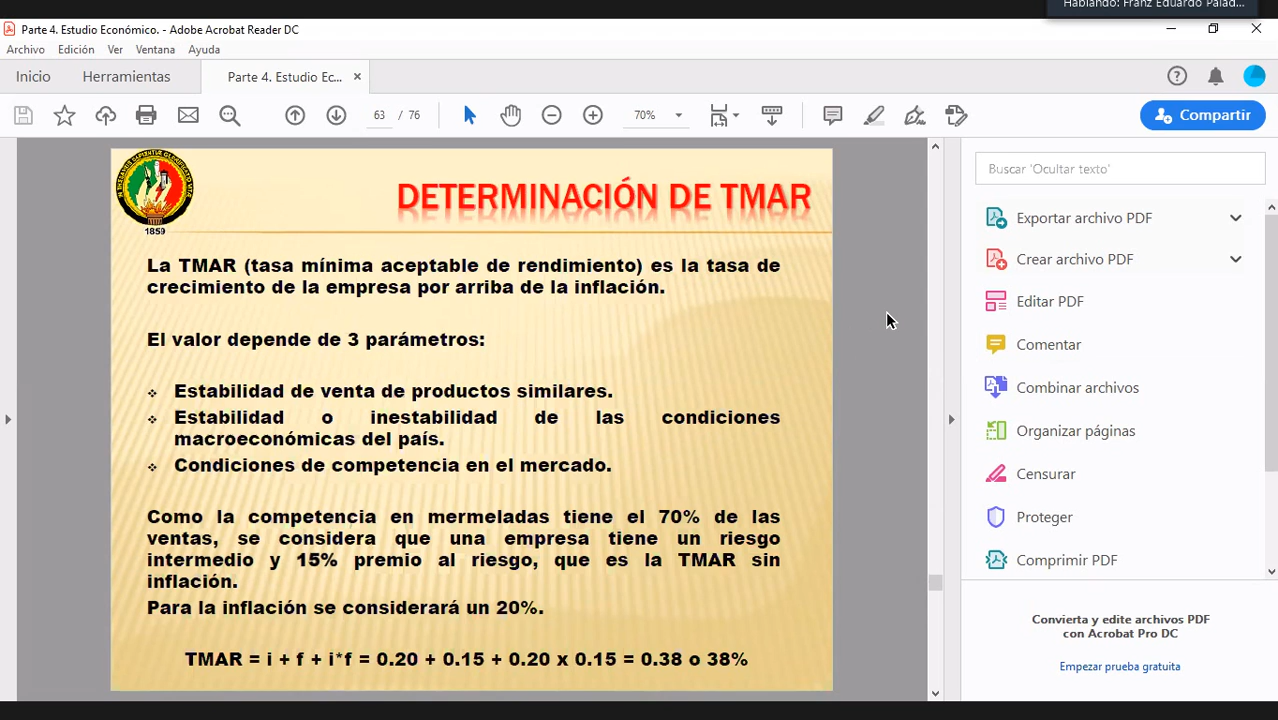 Hablando: Franz Eduardo Palad...
Parte 4. Estudio Económico. - Adobe Acrobat Reader DC
Archivo Edición Ver Ventana Ayuda
Inicio Herramientas Parte 4. Estudio Ec... ×
63 / 76 70% Compartir
1859
DETERMINACIÓN DE TMAR
La TMAR (tasa mínima aceptable de rendimiento) es la tasa de
crecimiento de la empresa por arriba de la inflación.
El valor depende de 3 parámetros:
Estabilidad de venta de productos similares.
Estabilidad o inestabilidad de las condiciones
macroeconómicas del país.
Condiciones de competencia en el mercado.
Como la competencia en mermeladas tiene el 70% de las
ventas, se considera que una empresa tiene un riesgo
intermedio y 15% premio al riesgo, que es la TMAR sin
inflación.
Para la inflación se considerará un 20%.
TMAR = i + f + i*f = 0.20 + 0.15 + 0.20 x 0.15 = 0.38 o 38%
Buscar 'Ocultar texto'
Exportar archivo PDF
Crear archivo PDF
Editar PDF
Comentar
Combinar archivos
Organizar páginas
Censurar
Proteger
Comprimir PDF
Convierta y edite archivos PDF
con Acrobat Pro DC
Empezar prueba gratuita